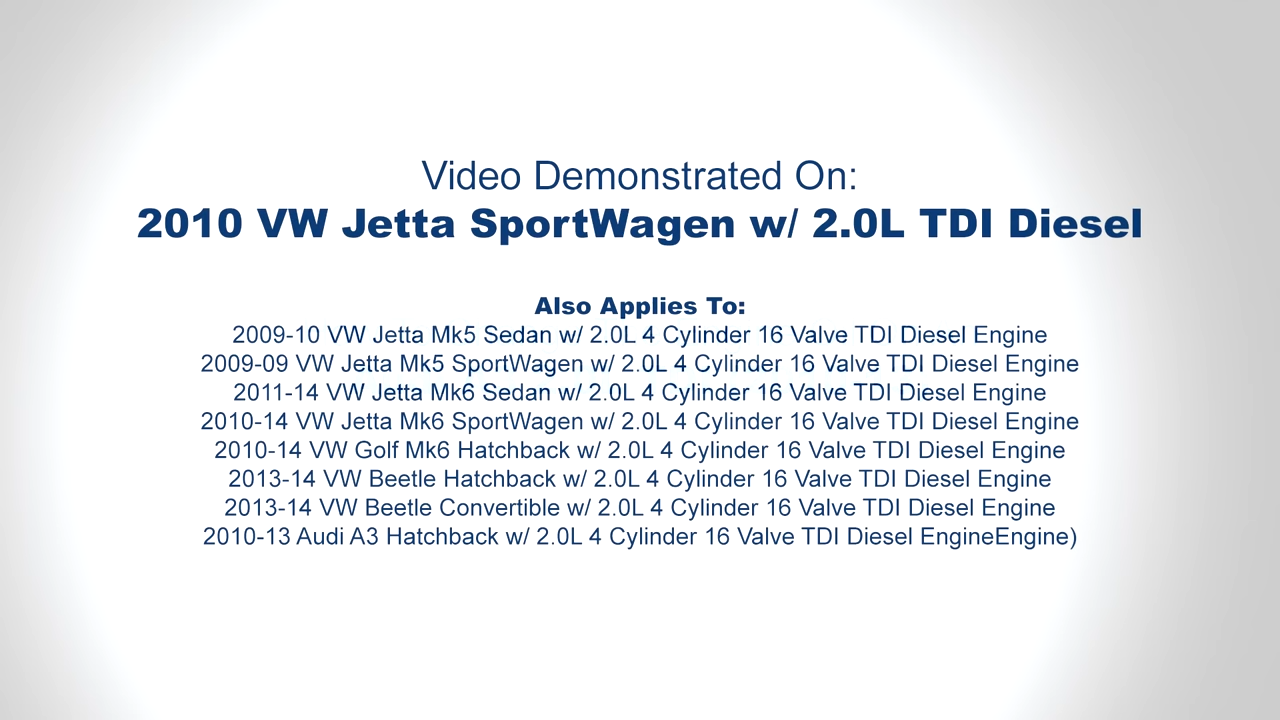 Video Demonstrated On:
2010 VW Jetta SportWagen w/ 2.0L TDI Diesel
Also Applies To:
2009-10 VW Jetta Mk5 Sedan w/ 2.0L 4 Cylinder 16 Valve TDI Diesel Engine
2009-09 VW Jetta Mk5 SportWagen w/ 2.0L 4 Cylinder 16 Valve TDI Diesel Engine
2011-14 VW Jetta Mk6 Sedan w/ 2.0L 4 Cylinder 16 Valve TDI Diesel Engine
2010-14 VW Jetta Mk6 SportWagen w/ 2.0L 4 Cylinder 16 Valve TDI Diesel Engine
2010-14 VW Golf Mk6 Hatchback w/ 2.0L 4 Cylinder 16 Valve TDI Diesel Engine
2013-14 VW Beetle Hatchback w/ 2.0L 4 Cylinder 16 Valve TDI Diesel Engine
2013-14 VW Beetle Convertible w/ 2.0L 4 Cylinder 16 Valve TDI Diesel Engine
2010-13 Audi A3 Hatchback w/ 2.0L 4 Cylinder 16 Valve TDI Diesel EngineEngine)